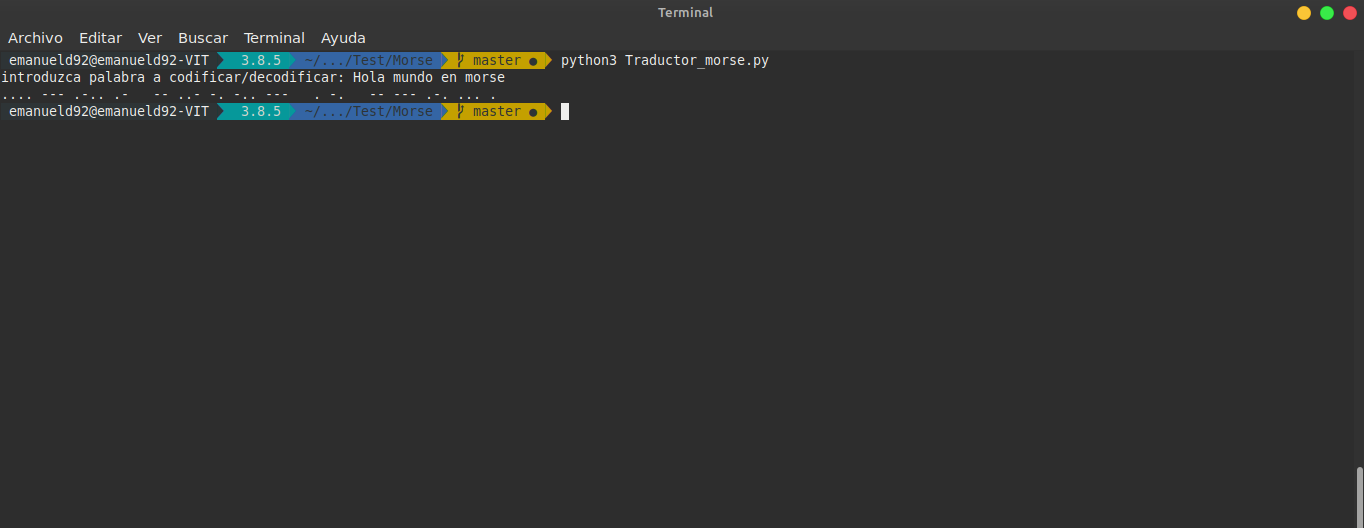 Terminal
Archivo Editar Ver Buscar Terminal Ayuda
emanueld92@emanueld92-VIT 3.8.5 ~/.../Test/Morse master ● python3 Traductor_morse.py
introduzca palabra a codificar/decodificar: Hola mundo en morse
.... --- .-.. .-   -- ..- -. -.. ---   . -.   -- --- .-. ... .
emanueld92@emanueld92-VIT 3.8.5 ~/.../Test/Morse master ●